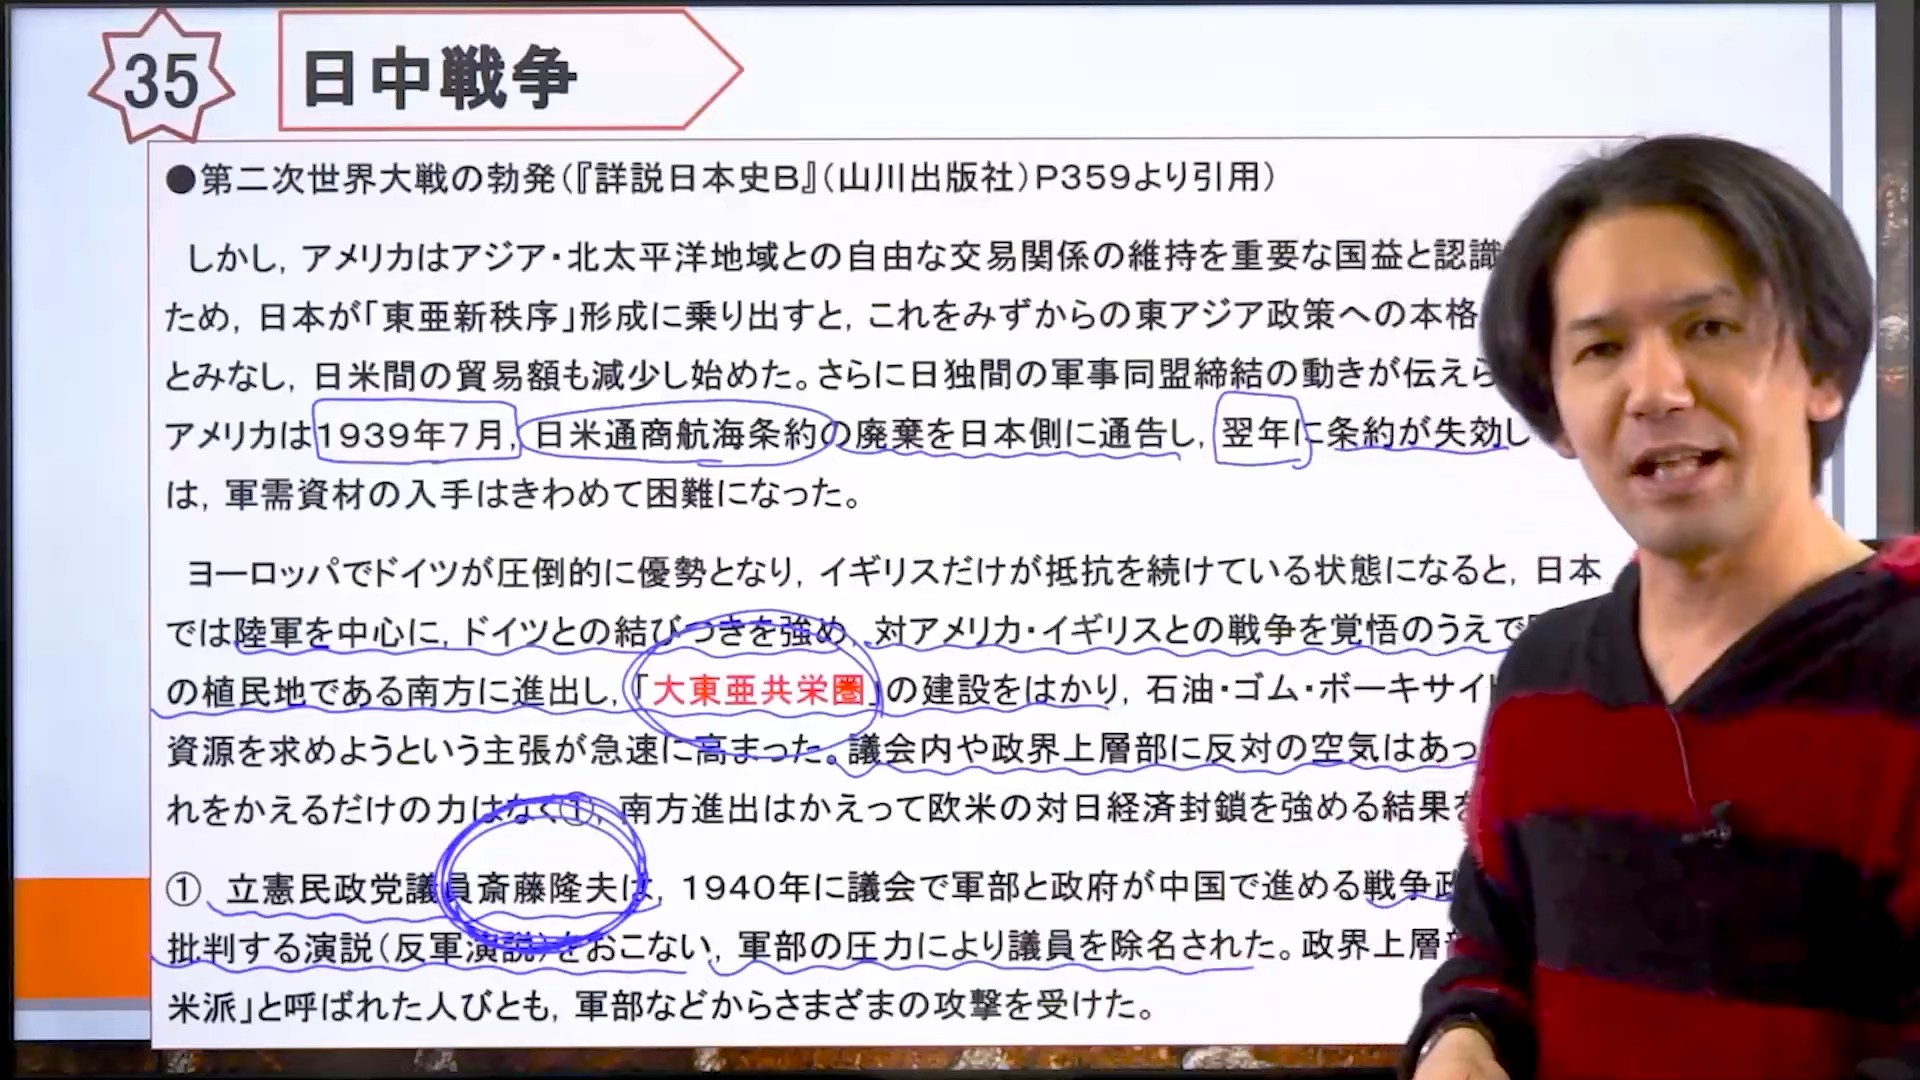 35
日中戦争
●第二次世界大戦の勃発(『詳説日本史B』(山川出版社)P359より引用)
しかし，アメリカはアジア・北太平洋地域との自由な交易関係の維持を重要な国益と認識
ため，日本が「東亜新秩序」形成に乗り出すと，これをみずからの東アジア政策への本格
とみなし，日米間の貿易額も減少し始めた。さらに日独間の軍事同盟締結の動きが伝えら
アメリカは1939年7月，日米通商航海条約の廃棄を日本側に通告し，翌年に条約が失効し
は，軍需資材の入手はきわめて困難になった。
ヨーロッパでドイツが圧倒的に優勢となり，イギリスだけが抵抗を続けている状態になると，日本
では陸軍を中心に，ドイツとの結びつきを強め，対アメリカ・イギリスとの戦争を覚悟のうえで
の植民地である南方に進出し，「大東亜共栄圏」の建設をはかり，石油・ゴム・ボーキサイト
資源を求めようという主張が急速に高まった。議会内や政界上層部に反対の空気はあっ
れをかえるだけの力はなく①，南方進出はかえって欧米の対日経済封鎖を強める結果を
① 立憲民政党議員斎藤隆夫は，1940年に議会で軍部と政府が中国で進める戦争政
批判する演説(反軍演説)をおこない，軍部の圧力により議員を除名された。政界上層部
米派」と呼ばれた人びとも，軍部などからさまざまの攻撃を受けた。